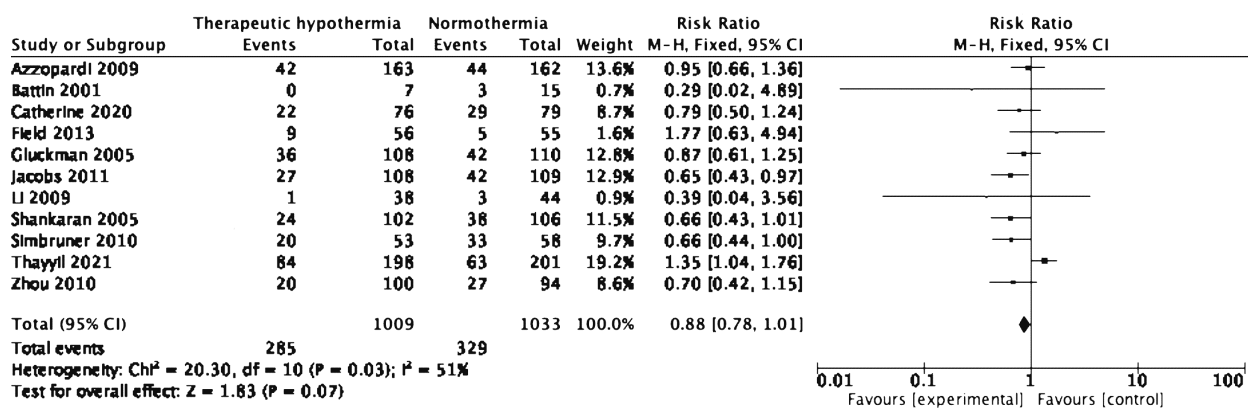 Therapeutic hypothermia Normothermia Risk Ratio Risk Ratio
Study or Subgroup Events Total Events Total Weight M-H, Fixed, 95% CI M-H, Fixed, 95% CI
Azzopardi 2009 42 163 44 162 13.6% 0.95 [0.66, 1.36]
Battin 2001 0 7 3 15 0.7% 0.29 [0.02, 4.89]
Catherine 2020 22 76 29 79 8.7% 0.79 [0.50, 1.24]
Field 2013 9 56 5 55 1.6% 1.77 [0.63, 4.94]
Gluckman 2005 36 108 42 110 12.8% 0.87 [0.61, 1.25]
Jacobs 2011 27 108 42 109 12.9% 0.65 [0.43, 0.97]
LI 2009 1 38 3 44 0.9% 0.39 [0.04, 3.56]
Shankaran 2005 24 102 38 106 11.5% 0.66 [0.43, 1.01]
Simbruner 2010 20 53 33 58 9.7% 0.66 [0.44, 1.00]
Thayyil 2021 84 198 63 201 19.2% 1.35 [1.04, 1.76]
Zhou 2010 20 100 27 94 8.6% 0.70 [0.42, 1.15]
Total (95% CI) 1009 1033 100.0% 0.88 [0.78, 1.01]
Total events 285 329
Heterogeneity: Chi² = 20.30, df = 10 (P = 0.03); I² = 51%
Test for overall effect: Z = 1.83 (P = 0.07)
0.01 0.1 1 10 100
Favours [experimental] Favours [control]